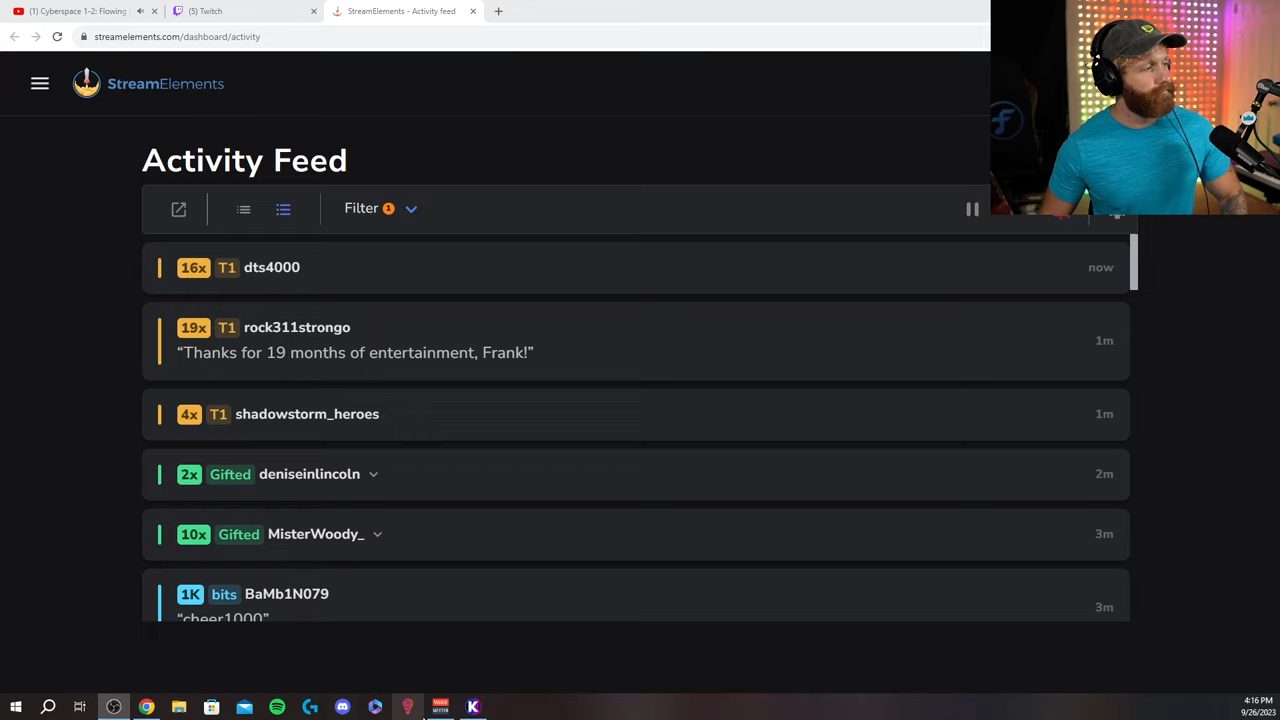 (1) Cyberspace 1-2: Flowing
(5) Twitch
StreamElements - Activity feed
streamelements.com/dashboard/activity
StreamElements
Activity Feed
Filter 1
16x T1 dts4000
now
19x T1 rock311strongo
“Thanks for 19 months of entertainment, Frank!”
1m
4x T1 shadowstorm_heroes
1m
2x Gifted deniseinlincoln
2m
10x Gifted MisterWoody_
3m
1K bits BaMb1N079
“cheer1000”
3m
4:16 PM
9/26/2023